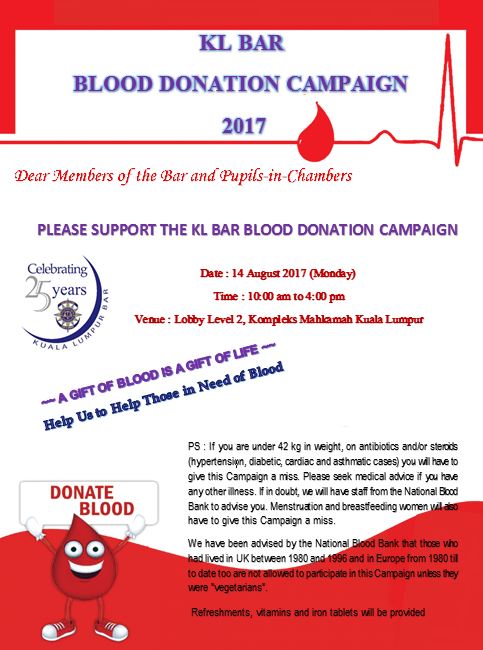 KL BAR
BLOOD DONATION CAMPAIGN
2017
Dear Members of the Bar and Pupils-in-Chambers
PLEASE SUPPORT THE KL BAR BLOOD DONATION CAMPAIGN
Celebrating
25 years
KUALA LUMPUR BAR
Date : 14 August 2017 (Monday)
Time : 10:00 am to 4:00 pm
Venue : Lobby Level 2, Kompleks Mahkamah Kuala Lumpur
~~ A GIFT OF BLOOD IS A GIFT OF LIFE ~~
Help Us to Help Those in Need of Blood
PS : If you are under 42 kg in weight, on antibiotics and/or steroids
(hypertension, diabetic, cardiac and asthmatic cases) you will have to
give this Campaign a miss. Please seek medical advice if you have
any other illness. If in doubt, we will have staff from the National Blood
Bank to advise you. Menstruation and breastfeeding women will also
have to give this Campaign a miss.
We have been advised by the National Blood Bank that those who
had lived in UK between 1980 and 1996 and in Europe from 1980 till
to date too are not allowed to participate in this Campaign unless they
were "vegetarians".
Refreshments, vitamins and iron tablets will be provided
DONATE
BLOOD